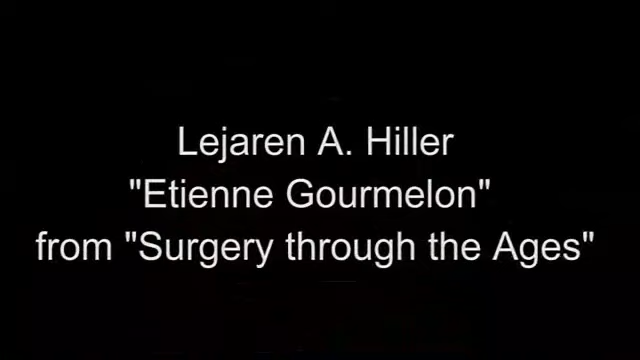 Lejaren A. Hiller
"Etienne Gourmelon"
from "Surgery through the Ages"